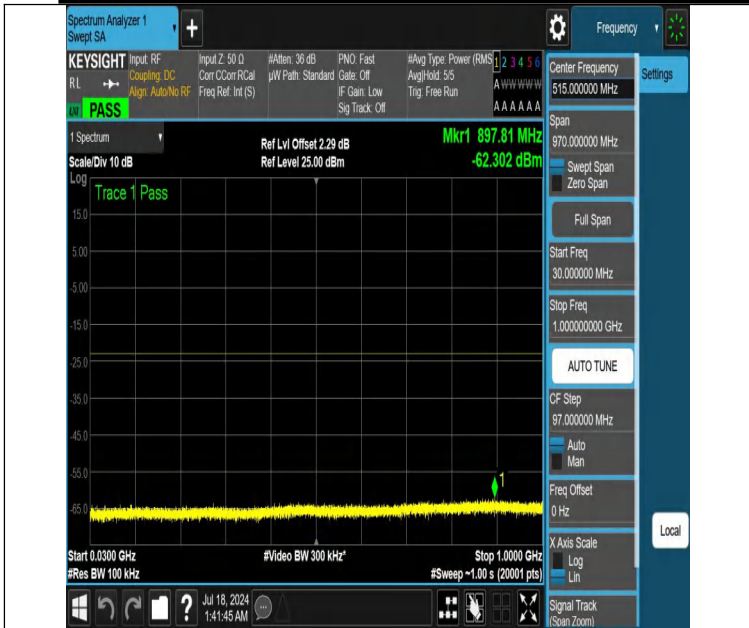 Spectrum Analyzer 1
Swept SA
Frequency
KEYSIGHT
RL
PASS
Input: RF
Coupling: DC
Align: Auto/No RF
Input Z: 50 Ω
Corr CCorr RCal
Freq Ref: Int (S)
#Atten: 36 dB
µW Path: Standard
PNO: Fast
Gate: Off
IF Gain: Low
Sig Track: Off
#Avg Type: Power (RMS
Avg|Hold: 5/5
Trig: Free Run
1 2 3 4 5 6
A W W W W W
A A A A A A
1 Spectrum
Scale/Div 10 dB
Ref Lvl Offset 2.29 dB
Ref Level 25.00 dBm
Mkr1 897.81 MHz
-62.302 dBm
Log
Trace 1 Pass
15.0
5.00
-5.00
-15.0
-25.0
-35.0
-45.0
-55.0
-65.0
1
Start 0.0300 GHz
#Res BW 100 kHz
#Video BW 300 kHz*
Stop 1.0000 GHz
#Sweep ~1.00 s (20001 pts)
Jul 18, 2024
1:41:45 AM
Center Frequency
515.000000 MHz
Span
970.000000 MHz
Swept Span
Zero Span
Full Span
Start Freq
30.000000 MHz
Stop Freq
1.000000000 GHz
AUTO TUNE
CF Step
97.000000 MHz
Auto
Man
Freq Offset
0 Hz
X Axis Scale
Log
Lin
Signal Track
(Span Zoom)
Settings
Local